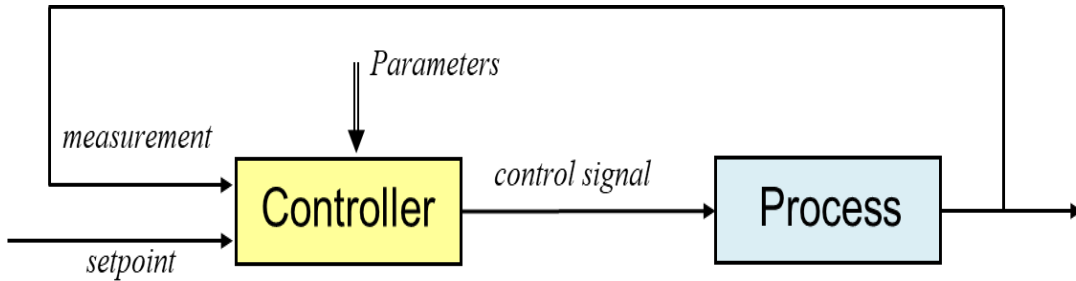 Parameters
measurement
Controller
control signal
Process
setpoint